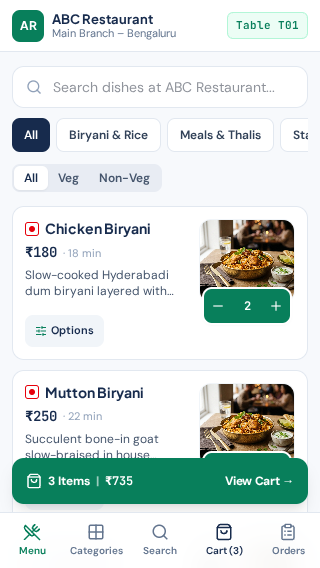 AR
ABC Restaurant
Main Branch – Bengaluru
Table T01
Search dishes at ABC Restaurant...
All
Biryani & Rice
Meals & Thalis
Sta
All
Veg
Non-Veg
Chicken Biryani
₹180 · 18 min
Slow-cooked Hyderabadi
dum biryani layered with...
− 2 +
Options
Mutton Biryani
₹250 · 22 min
Succulent bone-in goat
slow-braised in house
3 Items | ₹735
View Cart →
Menu
Categories
Search
Cart (3)
Orders